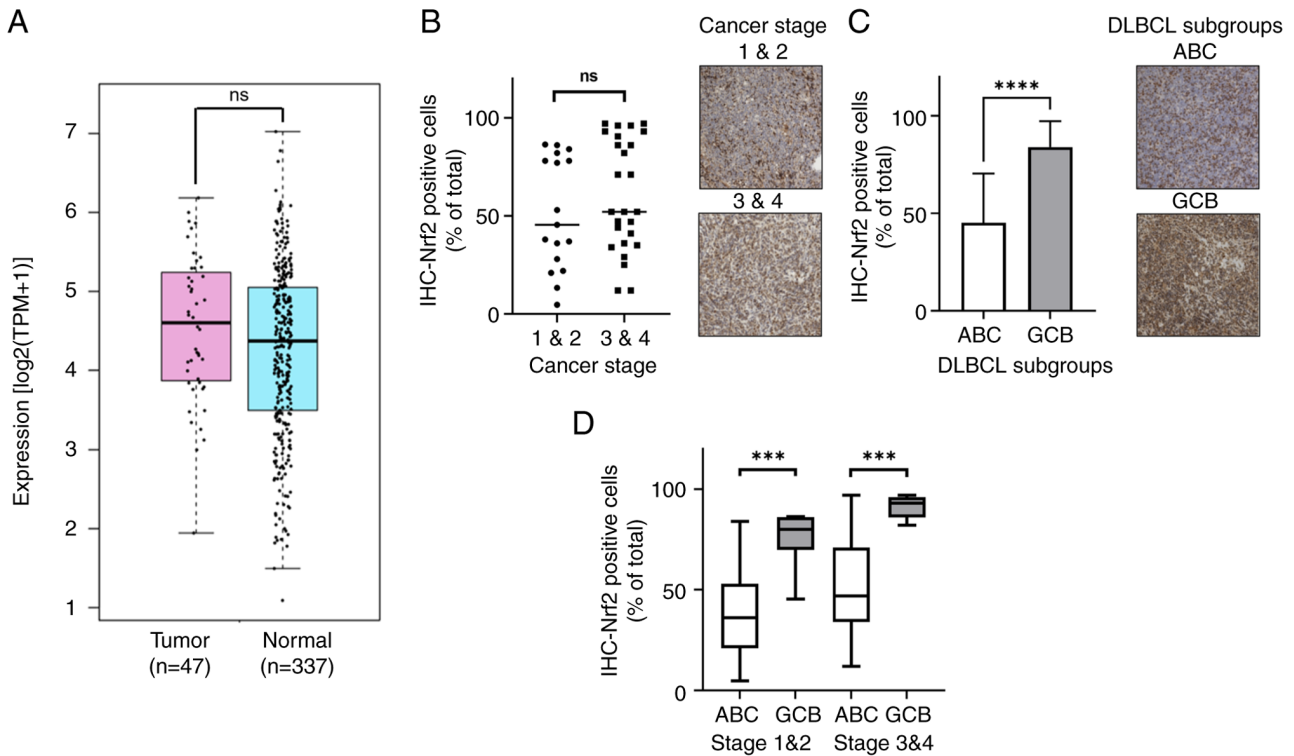 A
ns
7
6
5
4
3
2
1
Expression [log2(TPM+1)]
Tumor
(n=47)
Normal
(n=337)
B
ns
100
50
0
IHC-Nrf2 positive cells
(% of total)
1 & 2
3 & 4
Cancer stage
Cancer stage
1 & 2
3 & 4
C
****
100
50
0
IHC-Nrf2 positive cells
(% of total)
ABC
GCB
DLBCL subgroups
DLBCL subgroups
ABC
GCB
D
***
***
100
50
0
IHC-Nrf2 positive cells
(% of total)
ABC GCB ABC GCB
Stage 1&2 Stage 3&4